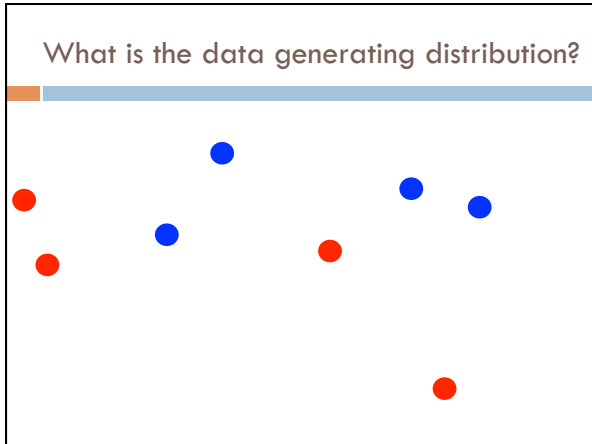 What is the data generating distribution?